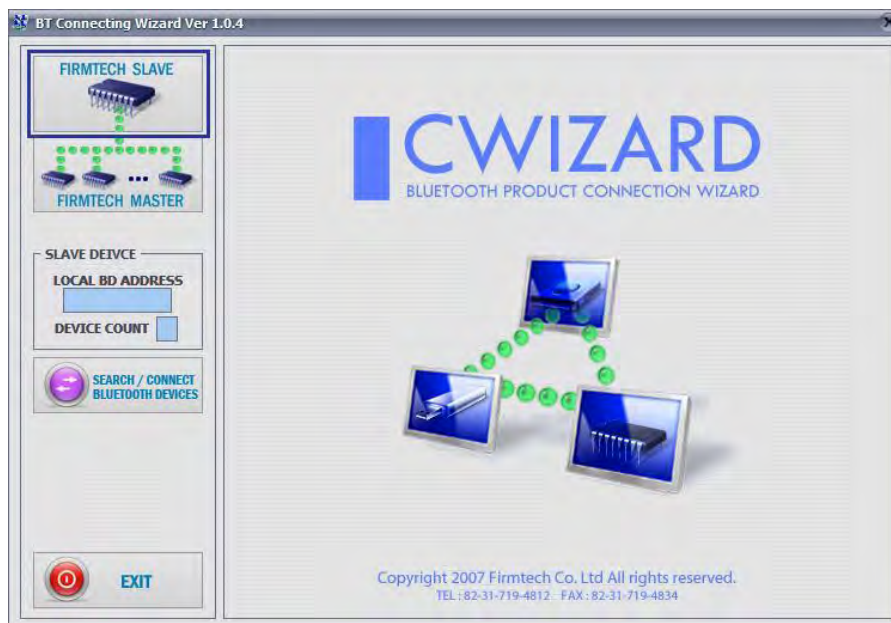 BT Connecting Wizard Ver 1.0.4
FIRMTECH SLAVE
FIRMTECH MASTER
SLAVE DEIVCE
LOCAL BD ADDRESS
DEVICE COUNT
SEARCH / CONNECT
BLUETOOTH DEVICES
EXIT
CWIZARD
BLUETOOTH PRODUCT CONNECTION WIZARD
Copyright 2007 Firmtech Co. Ltd All rights reserved.
TEL : 82-31-719-4812 FAX : 82-31-719-4834